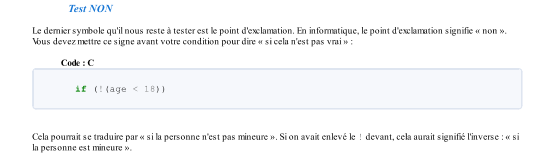 Test NON
Le dernier symbole qu'il nous reste à tester est le point d'exclamation. En informatique, le point d'exclamation signifie « non ».
Vous devez mettre ce signe avant votre condition pour dire « si cela n'est pas vrai » :
Code : C
if (!(age < 18))
Cela pourrait se traduire par « si la personne n'est pas mineure ». Si on avait enlevé le ! devant, cela aurait signifié l'inverse : « si
la personne est mineure ».